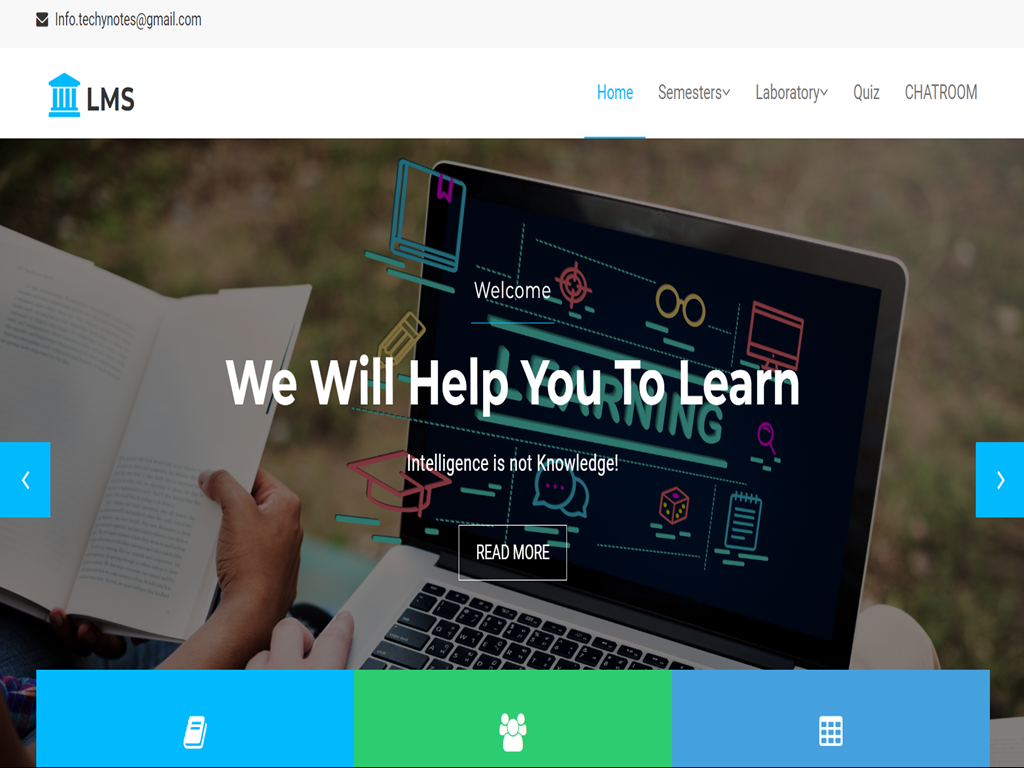 Info.techynotes@gmail.com
LMS
Home Semesters Laboratory Quiz CHATROOM
Welcome
We Will Help You To Learn
LEARNING
Intelligence is not Knowledge!
READ MORE